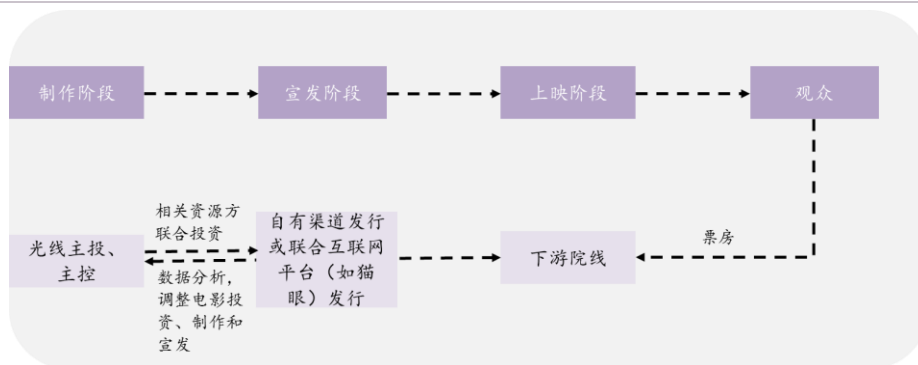 制作阶段
宣发阶段
上映阶段
观众
相关资源方
联合投资
光线主投、
主控
数据分析，
调整电影投
资、制作和
宣发
自有渠道发行
或联合互联网
平台（如猫
眼）发行
下游院线
票房